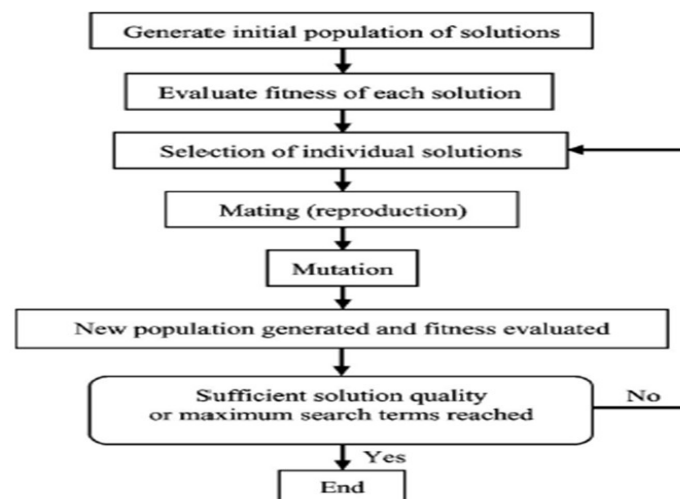 Generate initial population of solutions
Evaluate fitness of each solution
Selection of individual solutions
Mating (reproduction)
Mutation
New population generated and fitness evaluated
Sufficient solution quality
or maximum search terms reached
No
Yes
End